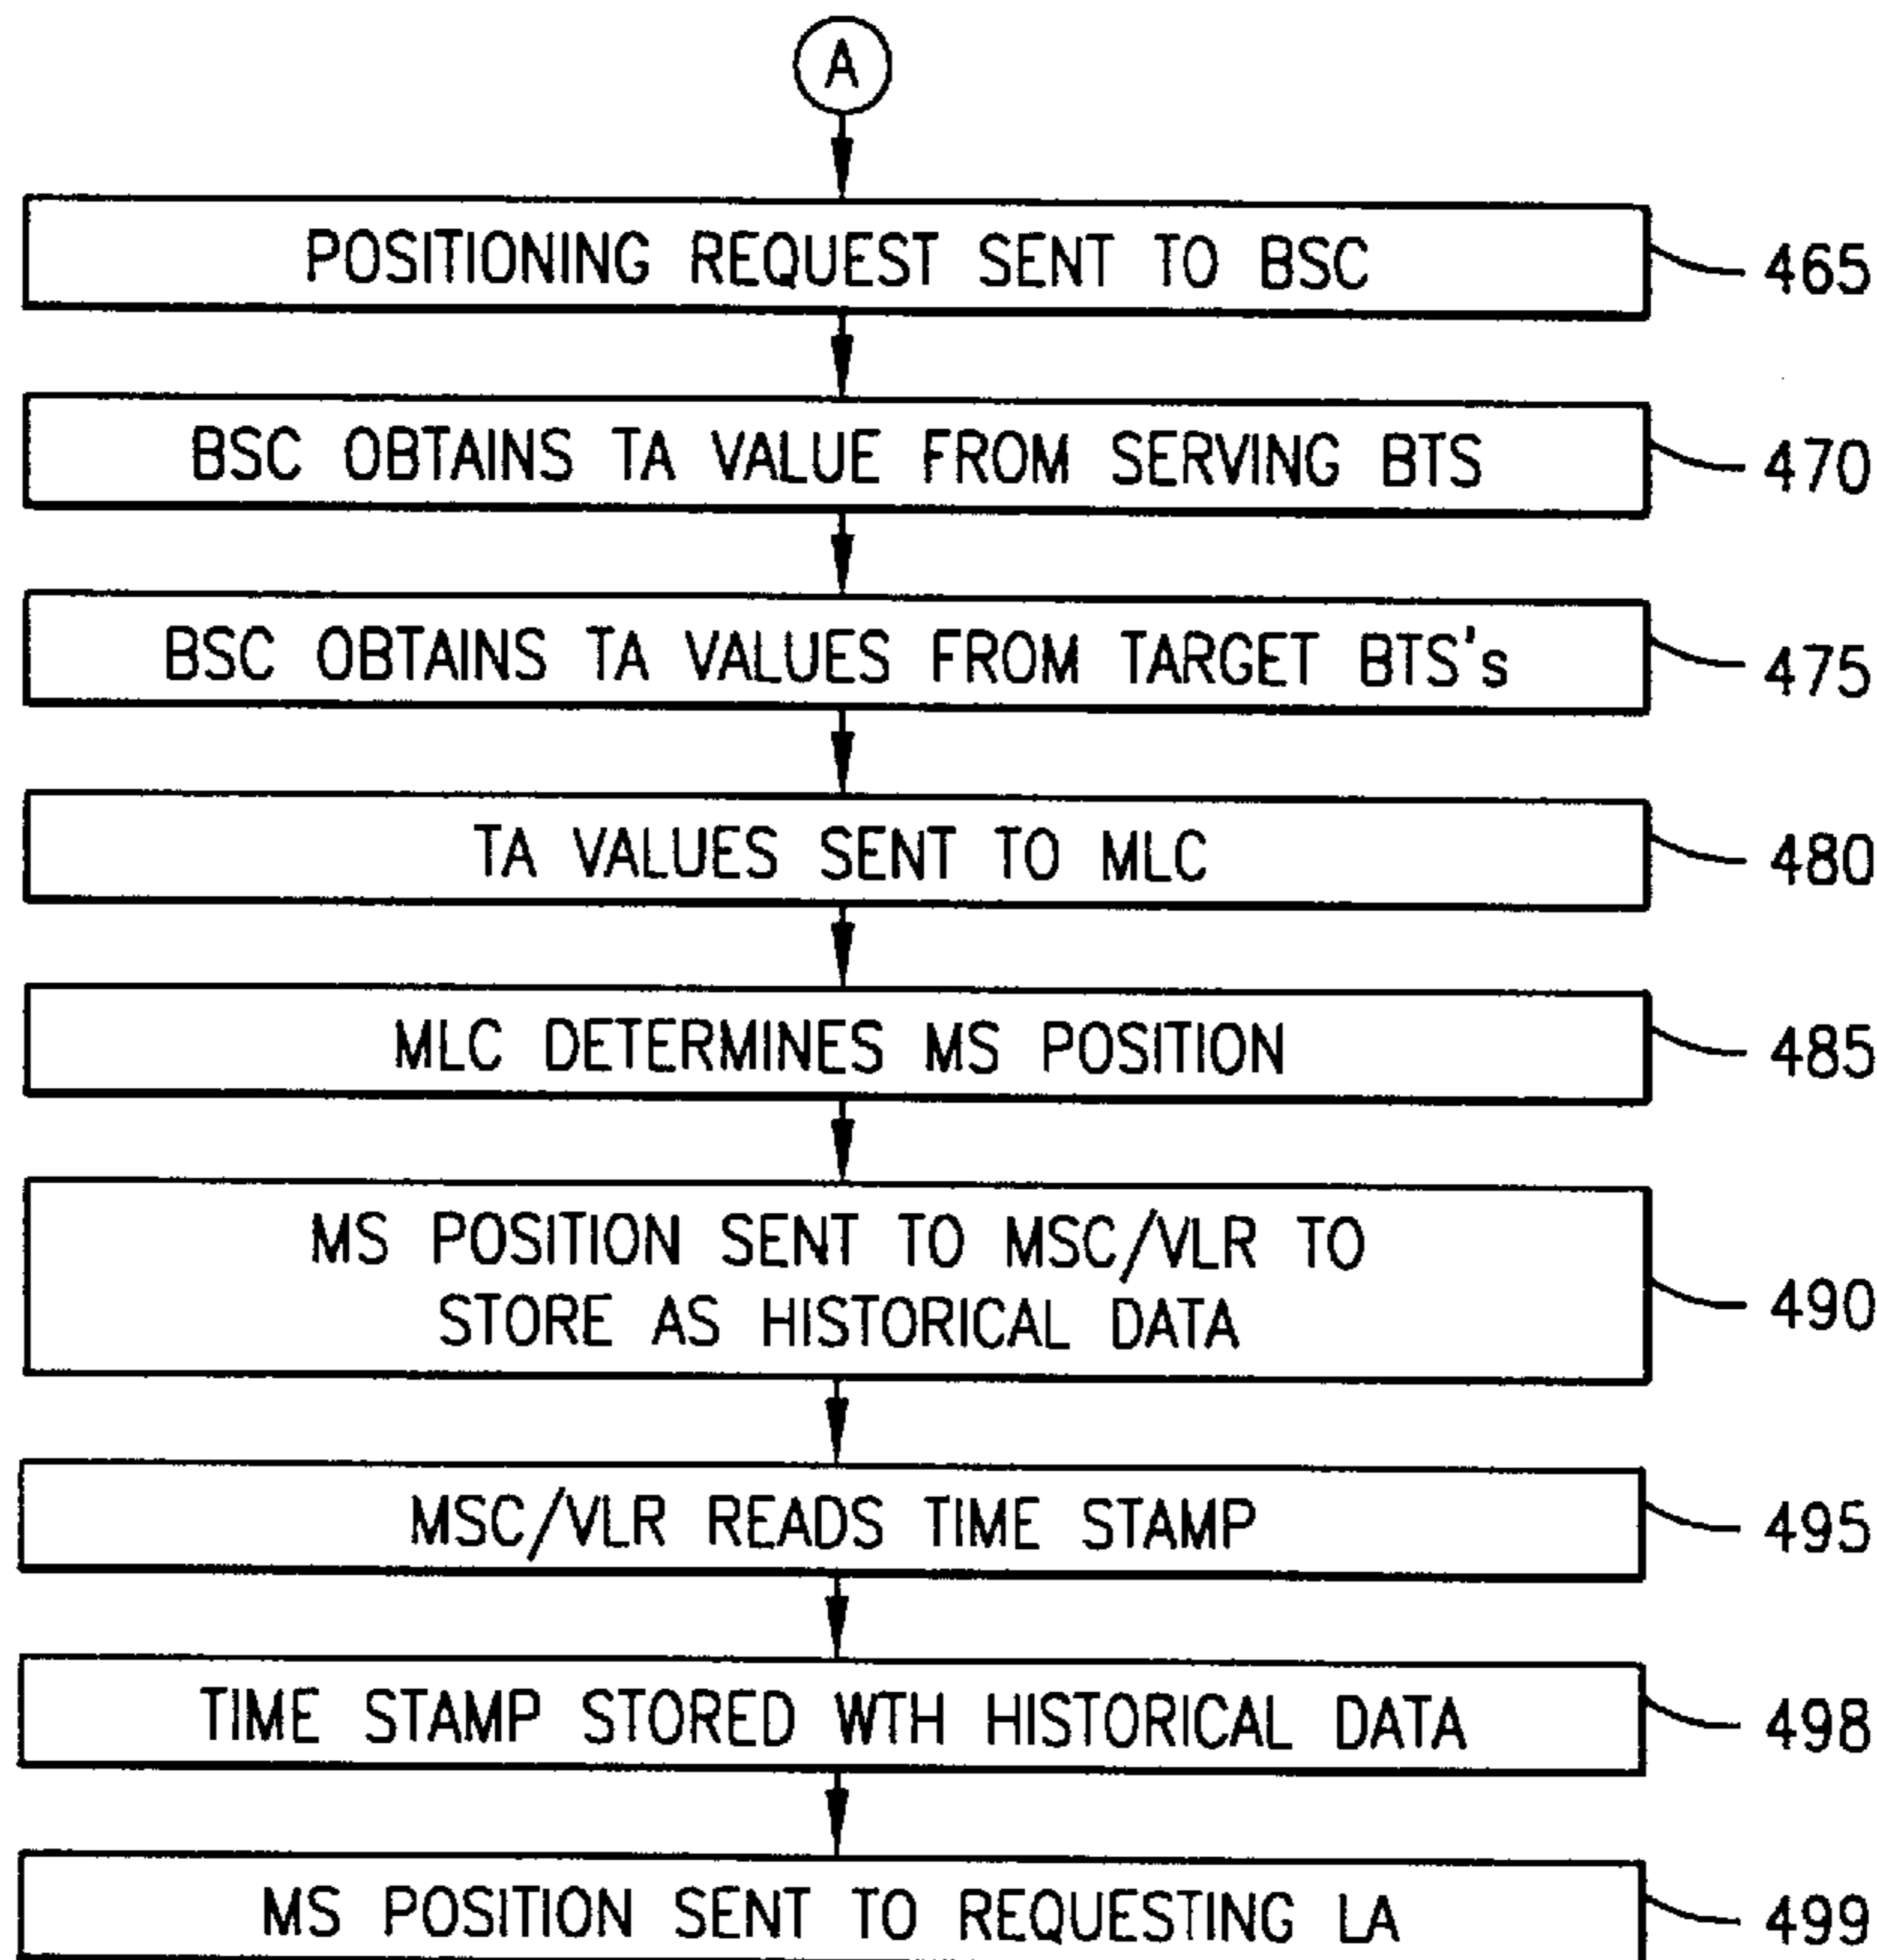 A
POSITIONING REQUEST SENT TO BSC
465
BSC OBTAINS TA VALUE FROM SERVING BTS
470
BSC OBTAINS TA VALUES FROM TARGET BTS's
475
TA VALUES SENT TO MLC
480
MLC DETERMINES MS POSITION
485
MS POSITION SENT TO MSC/VLR TO
STORE AS HISTORICAL DATA
490
MSC/VLR READS TIME STAMP
495
TIME STAMP STORED WTH HISTORICAL DATA
498
MS POSITION SENT TO REQUESTING LA
499